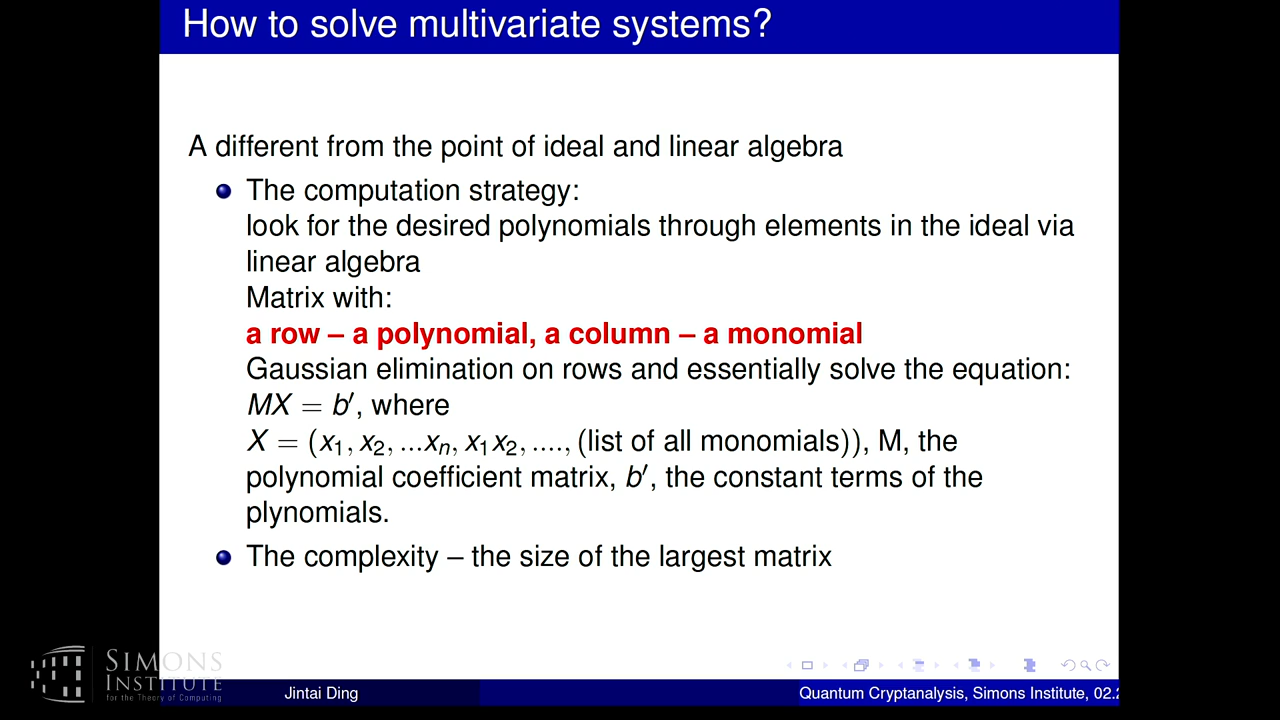 How to solve multivariate systems?
A different from the point of ideal and linear algebra
The computation strategy:
look for the desired polynomials through elements in the ideal via
linear algebra
Matrix with:
a row – a polynomial, a column – a monomial
Gaussian elimination on rows and essentially solve the equation:
MX = b′, where
X = (x₁, x₂, ...xₙ, x₁x₂, ...., (list of all monomials)), M, the
polynomial coefficient matrix, b′, the constant terms of the
plynomials.
The complexity – the size of the largest matrix
SIMONS
INSTITUTE
for the Theory of Computing
Jintai Ding
Quantum Cryptanalysis, Simons Institute, 02.2